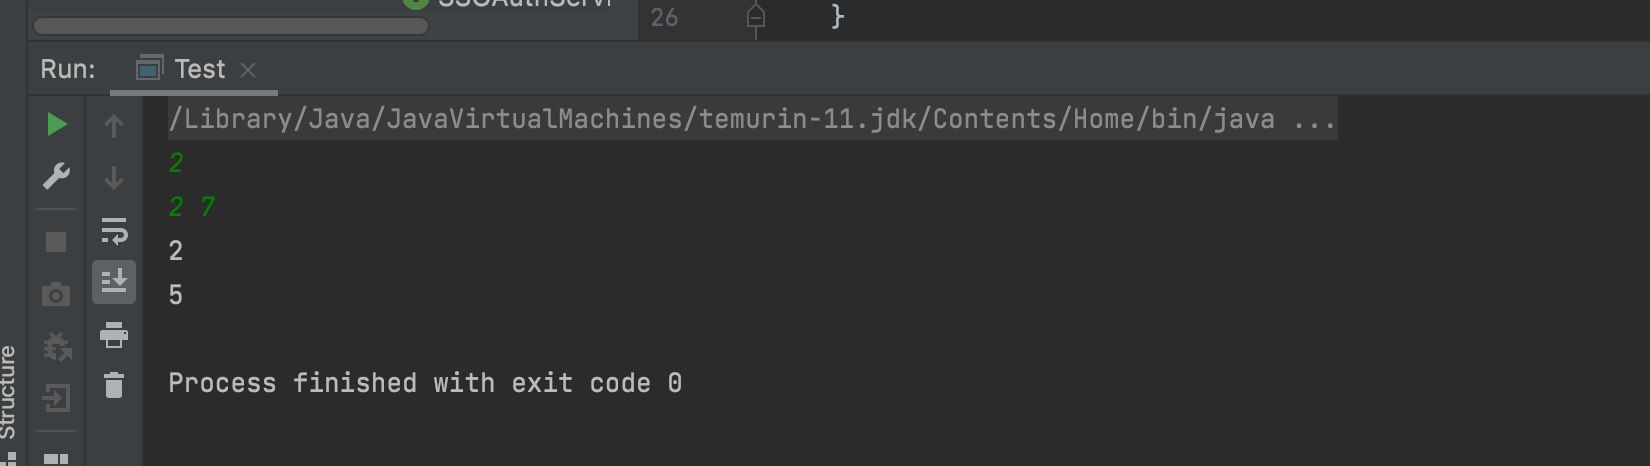 SSOAuthServi
26 }
Run: Test
/Library/Java/JavaVirtualMachines/temurin-11.jdk/Contents/Home/bin/java ...
2
2 7
2
5
Process finished with exit code 0
Structure